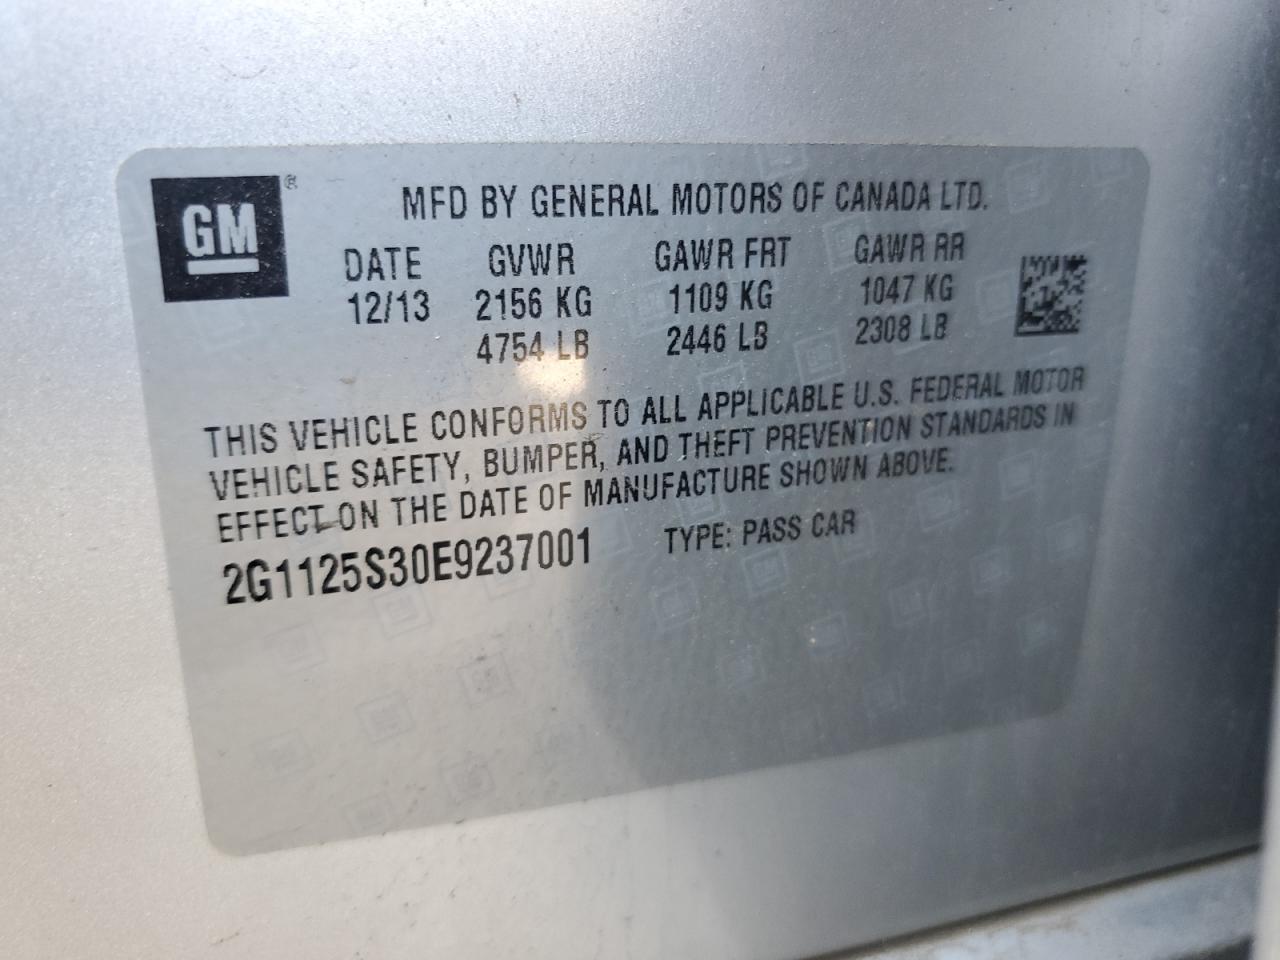 GM®
MFD BY GENERAL MOTORS OF CANADA LTD.
DATE GVWR GAWR FRT GAWR RR
12/13 2156 KG 1109 KG 1047 KG
4754 LB 2446 LB 2308 LB
THIS VEHICLE CONFORMS TO ALL APPLICABLE U.S. FEDERAL MOTOR
VEHICLE SAFETY, BUMPER, AND THEFT PREVENTION STANDARDS IN
EFFECT ON THE DATE OF MANUFACTURE SHOWN ABOVE.
2G1125S30E9237001 TYPE: PASS CAR